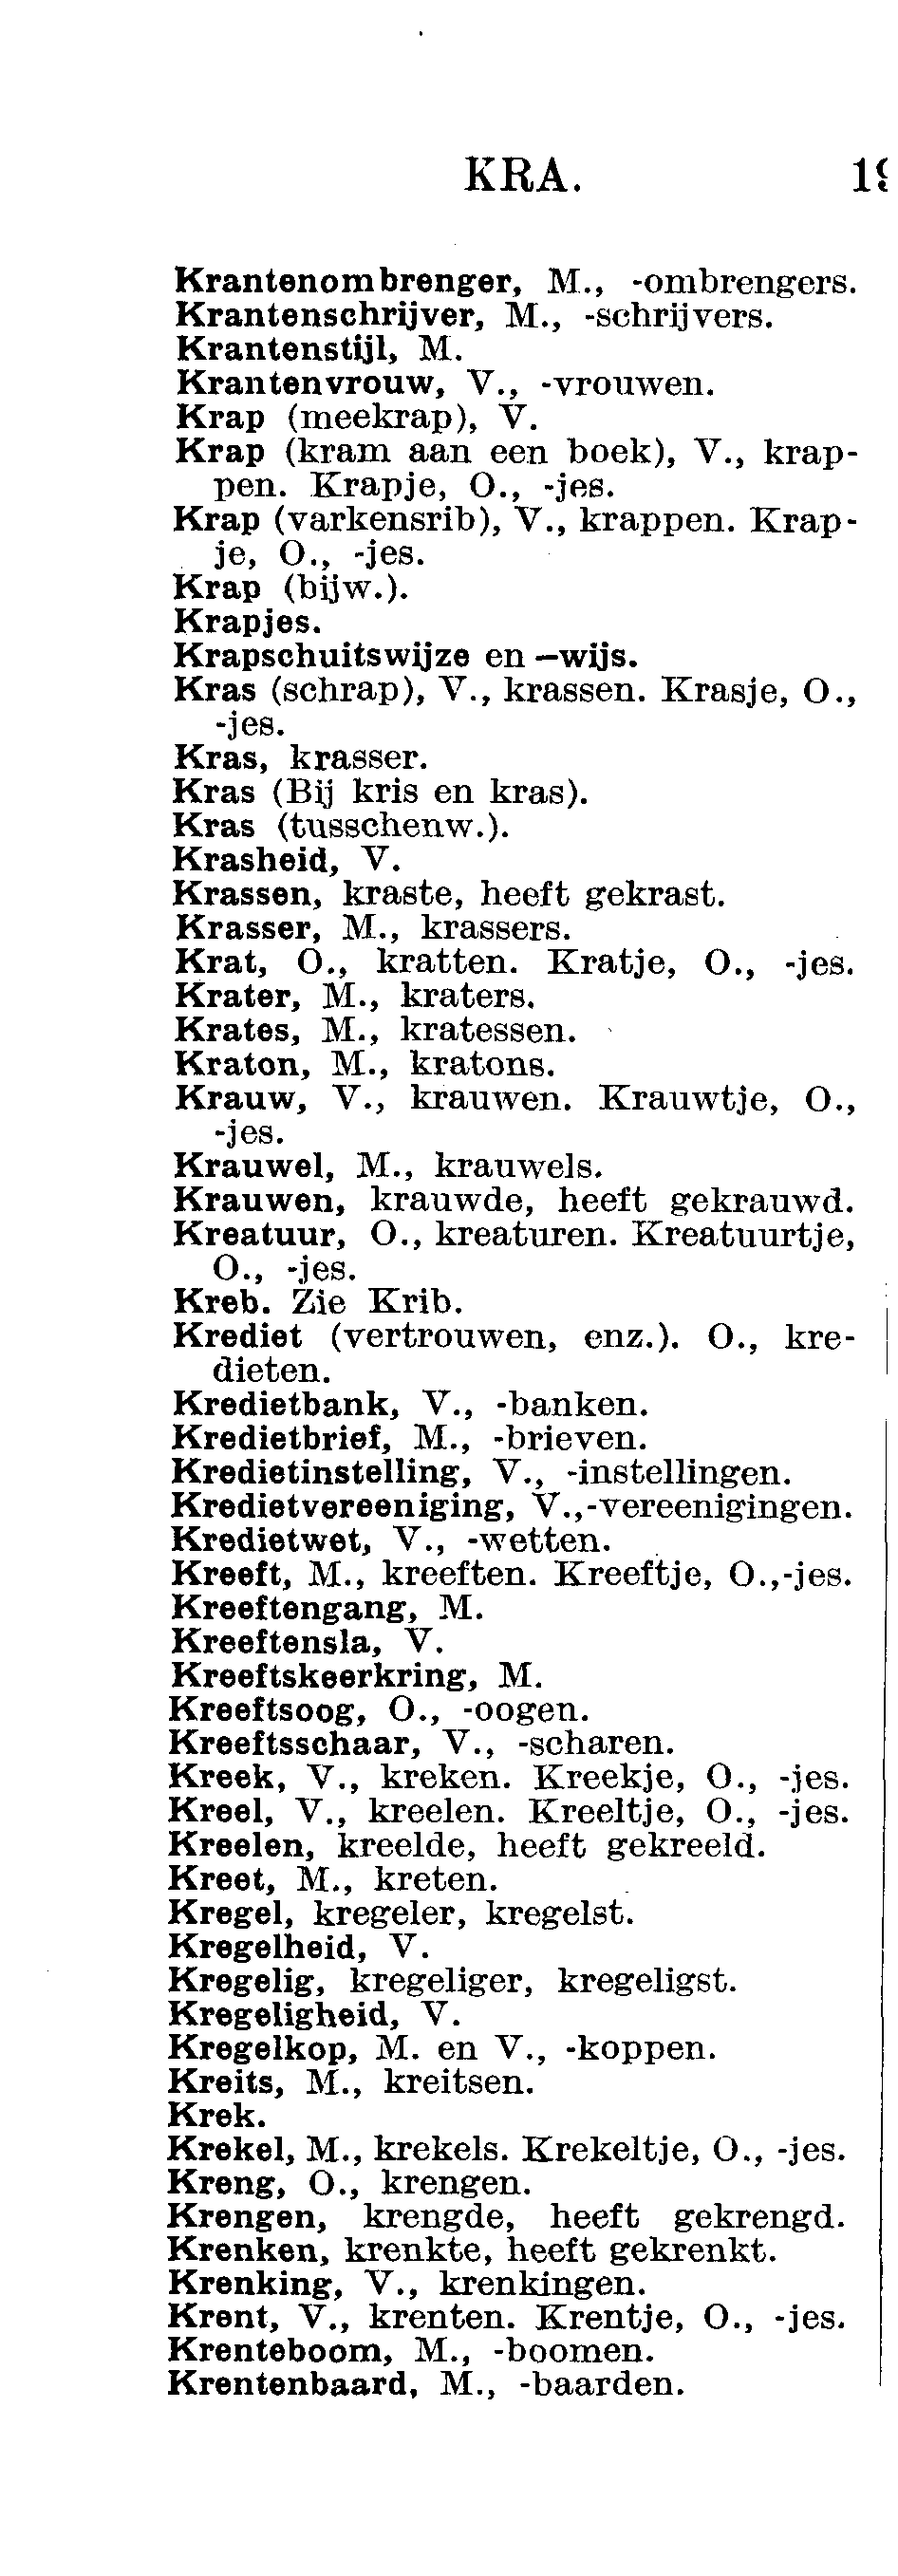 KRA.
Krantenombrenger, M., -ombrengers.
Krantenschrijver, M., -schrijvers.
Krantenstijl, M.
Krantenvrouw, V., -vrouwen.
Krap (meekrap), V.
Krap (kram aan een boek), V., krap-
pen. Krapje, O., -jes.
Krap (varkensrib), V., krappen. Krap-
je, O., -jes.
Krap (bijw.).
Krapjes.
Krapschuitswijze en —wijs.
Kras (schrap), V., krassen. Krasje, O.,
-jes.
Kras, krasser.
Kras (Bij kris en kras).
Kras (tusschenw.).
Krasheid, V.
Krassen, kraste, heeft gekrast.
Krasser, M., krassers.
Krat, O., kratten. Kratje, O., -jes.
Krater, M., kraters.
Krates, M., kratessen.
Kraton, M., kratons.
Krauw, V., krauwen. Krauwtje, O.,
-jes.
Krauwel, M., krauwels.
Krauwen, krauwde, heeft gekrauwd.
Kreatuur, O., kreaturen. Kreatuurtje,
O., -jes.
Kreb. Zie Krib.
Krediet (vertrouwen, enz.). O., kre-
dieten.
Kredietbank, V., -banken.
Kredietbrief, M., -brieven.
Kredietinstelling, V., -instellingen.
Kredietvereeniging, V.,-vereenigingen.
Kredietwet, V., -wetten.
Kreeft, M., kreeften. Kreeftje, O.,-jes.
Kreeftengang, M.
Kreeftensla, V.
Kreeftskeerkring, M.
Kreeftsoog, O., -oogen.
Kreeftsschaar, V., -scharen.
Kreek, V., kreken. Kreekje, O., -jes.
Kreel, V., kreelen. Kreeltje, O., -jes.
Kreelen, kreelde, heeft gekreeld.
Kreet, M., kreten.
Kregel, kregeler, kregelst.
Kregelheid, V.
Kregelig, kregeliger, kregeligst.
Kregeligheid, V.
Kregelkop, M. en V., -koppen.
Kreits, M., kreitsen.
Krek.
Krekel, M., krekels. Krekeltje, O., -jes.
Kreng, O., krengen.
Krengen, krengde, heeft gekrengd.
Krenken, krenkte, heeft gekrenkt.
Krenking, V., krenkingen.
Krent, V., krenten. Krentje, O., -jes.
Krenteboom, M., -boomen.
Krentenbaard, M., -baarden.